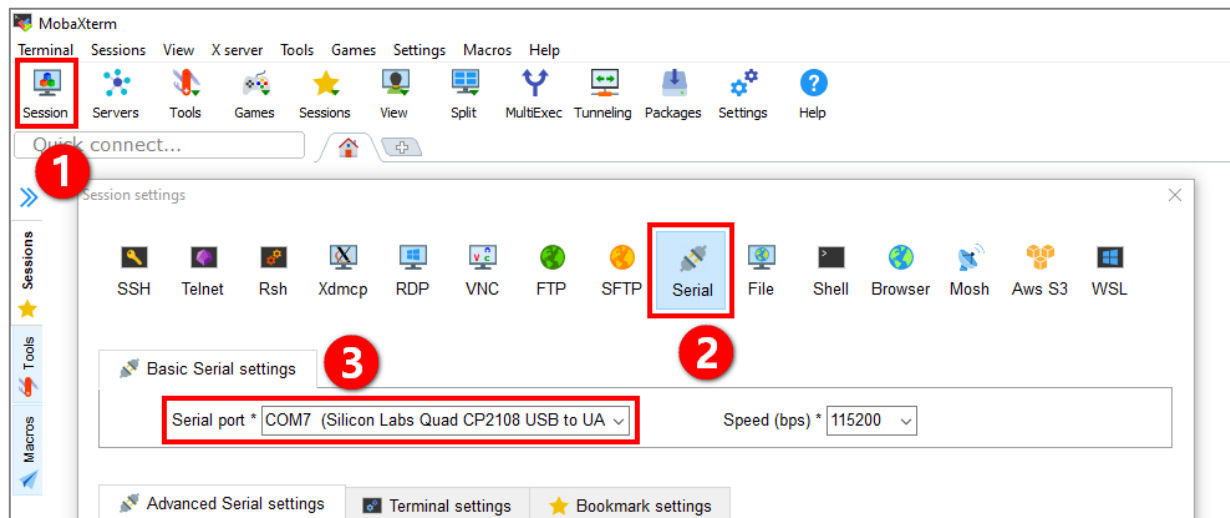 MobaXterm
Terminal Sessions View X server Tools Games Settings Macros Help
Session Servers Tools Games Sessions View Split MultiExec Tunneling Packages Settings Help
Quick connect...
1
Session settings
Sessions
Tools
Macros
SSH Telnet Rsh Xdmcp RDP VNC FTP SFTP Serial File Shell Browser Mosh Aws S3 WSL
2
Basic Serial settings
3
Serial port * COM7 (Silicon Labs Quad CP2108 USB to UA Speed (bps) * 115200
Advanced Serial settings Terminal settings Bookmark settings